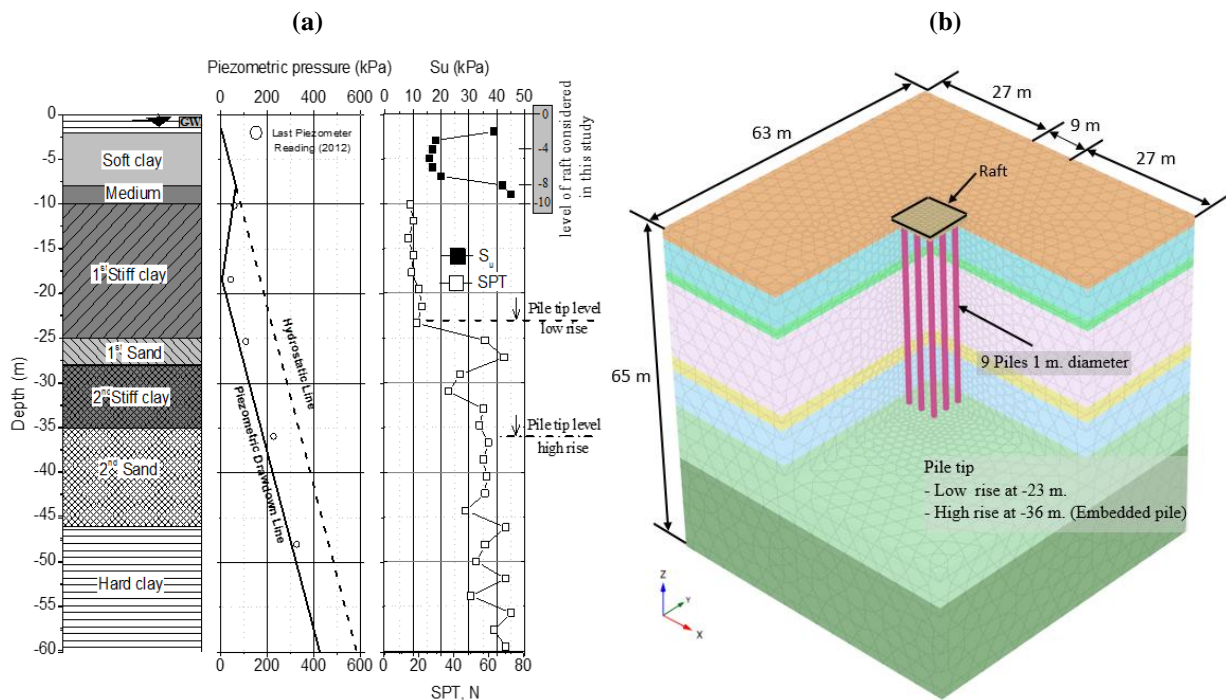 (a)
Piezometric pressure (kPa)
0 200 400 600
Su (kPa)
0 10 20 30 40 50
Depth (m)
0
-5
-10
-15
-20
-25
-30
-35
-40
-45
-50
-55
-60
GW
Soft clay
Medium
1st Stiff clay
1st Sand
2nd Stiff clay
2nd Sand
Hard clay
Last Piezometer
Reading (2012)
Hydrostatic Line
Piezometric Drawdown Line
0 200 400 600
Su
SPT
Pile tip level
low rise
Pile tip level
high rise
0
-4
-8
-10
level of raft considered
in this study
0 20 40 60 80
SPT, N
(b)
63 m
27 m
9 m
27 m
65 m
Raft
9 Piles 1 m. diameter
Pile tip
- Low rise at -23 m.
- High rise at -36 m. (Embedded pile)
Z
Y
X